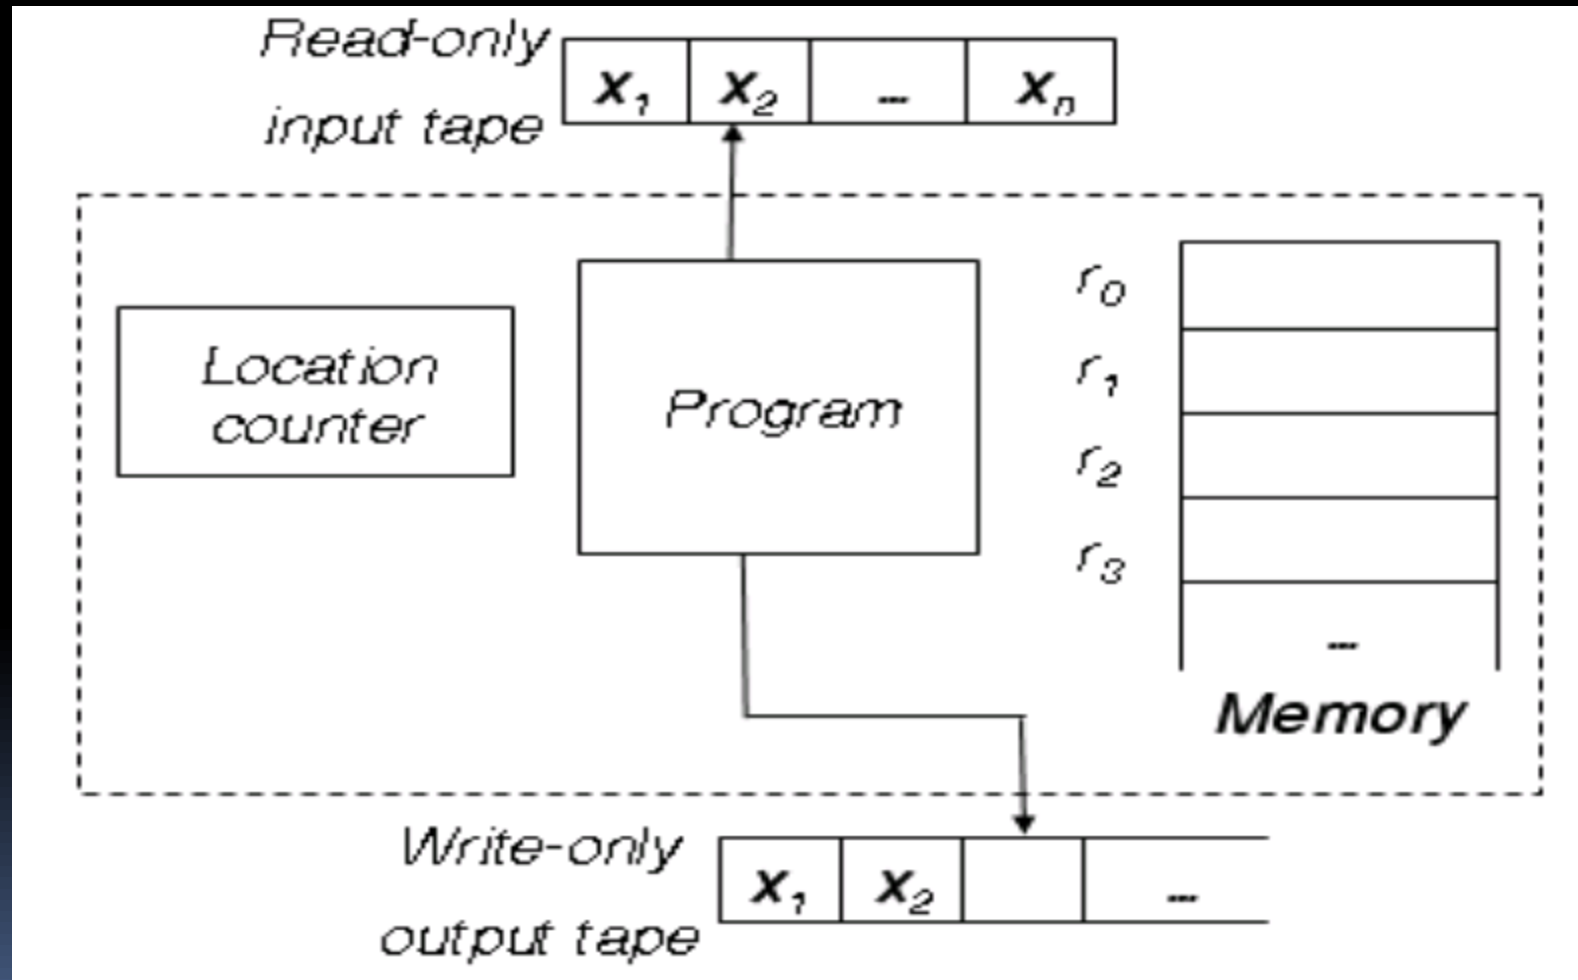 Read-only
input tape
x₁ x₂ ... xₙ
Location
counter
Program
r₀
r₁
r₂
r₃
...
Memory
Write-only
output tape
x₁ x₂ ...